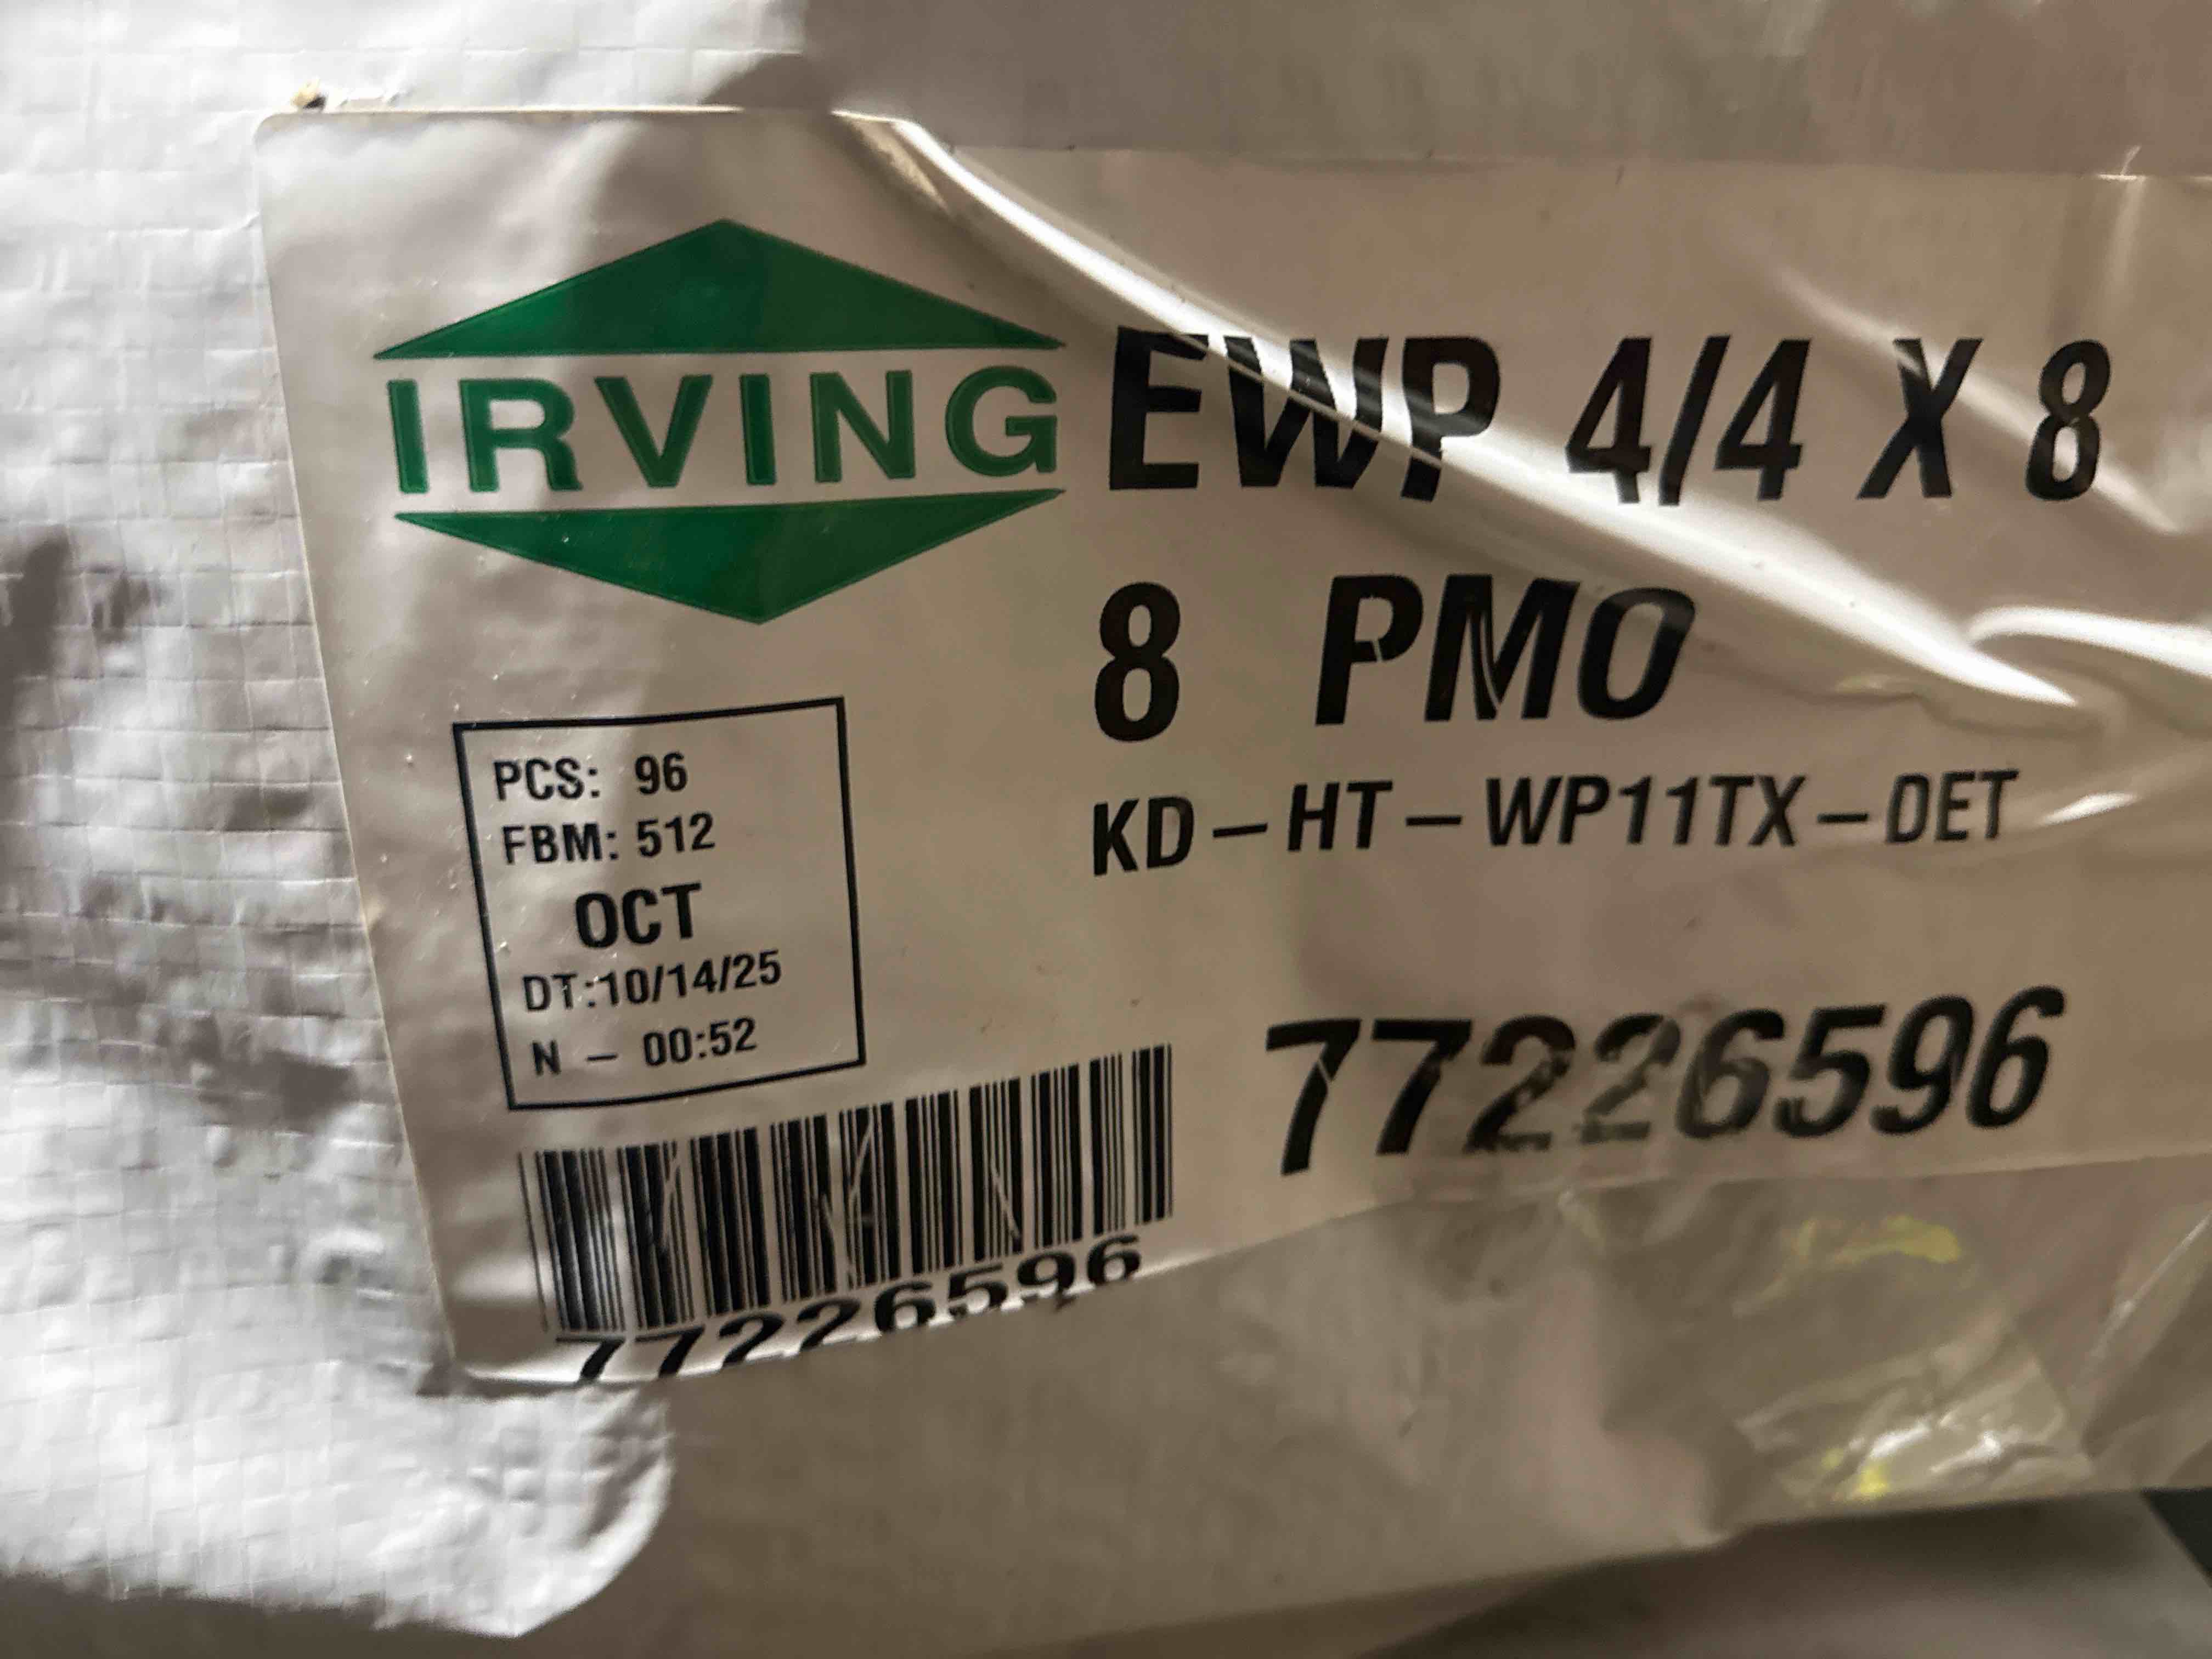 IRVING
EWP 4/4 X 8
8 PMO
KD-HT-WP11TX-DET
PCS: 96
FBM: 512
OCT
DT:10/14/25
N - 00:52
77226596
77226596